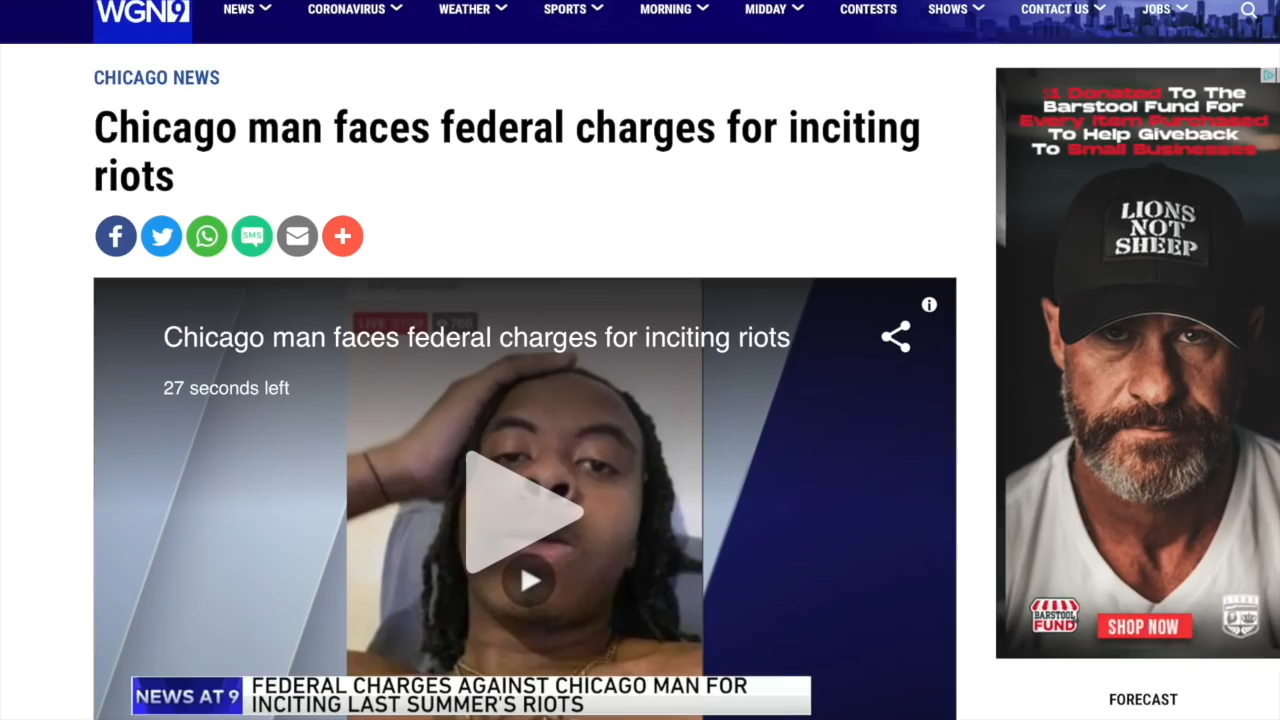 WGN9
NEWS
CORONAVIRUS
WEATHER
SPORTS
MORNING
MIDDAY
CONTESTS
SHOWS
CONTACT US
JOBS
CHICAGO NEWS
Chicago man faces federal charges for inciting
riots
SMS
Chicago man faces federal charges for inciting riots
27 seconds left
NEWS AT 9
FEDERAL CHARGES AGAINST CHICAGO MAN FOR
INCITING LAST SUMMER'S RIOTS
$1 Donated To The
Barstool Fund For
Every Item Purchased
To Help Giveback
To Small Businesses
LIONS
NOT
SHEEP
BARSTOOL
FUND
SHOP NOW
FORECAST